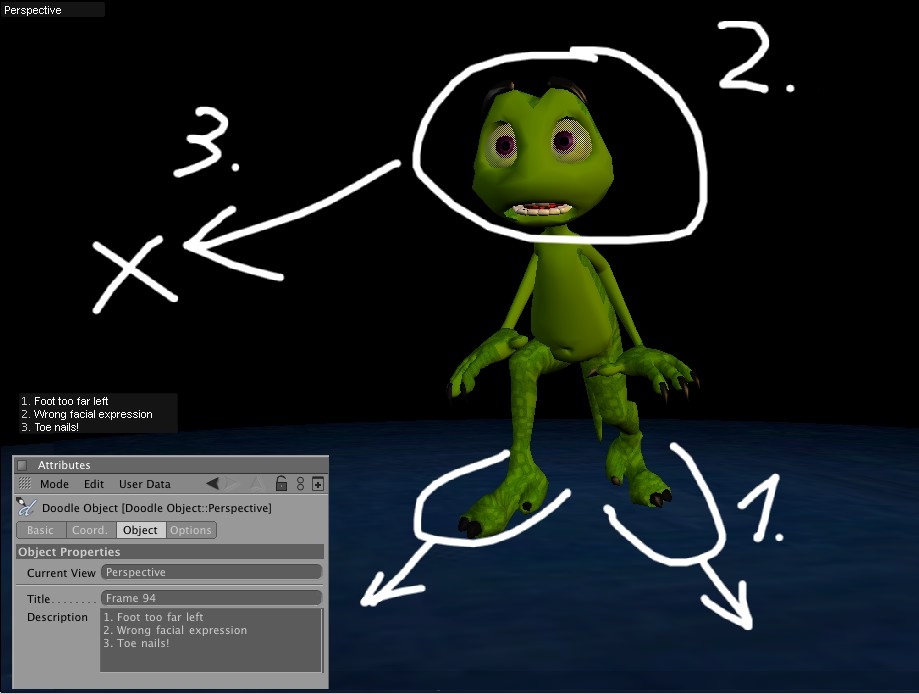 Perspective
2.
3.
1. Foot too far left
2. Wrong facial expression
3. Toe nails!
1.
Attributes
Mode Edit User Data
Doodle Object [Doodle Object::Perspective]
Basic Coord. Object Options
Object Properties
Current View Perspective
Title........ Frame 94
Description 1. Foot too far left
2. Wrong facial expression
3. Toe nails!